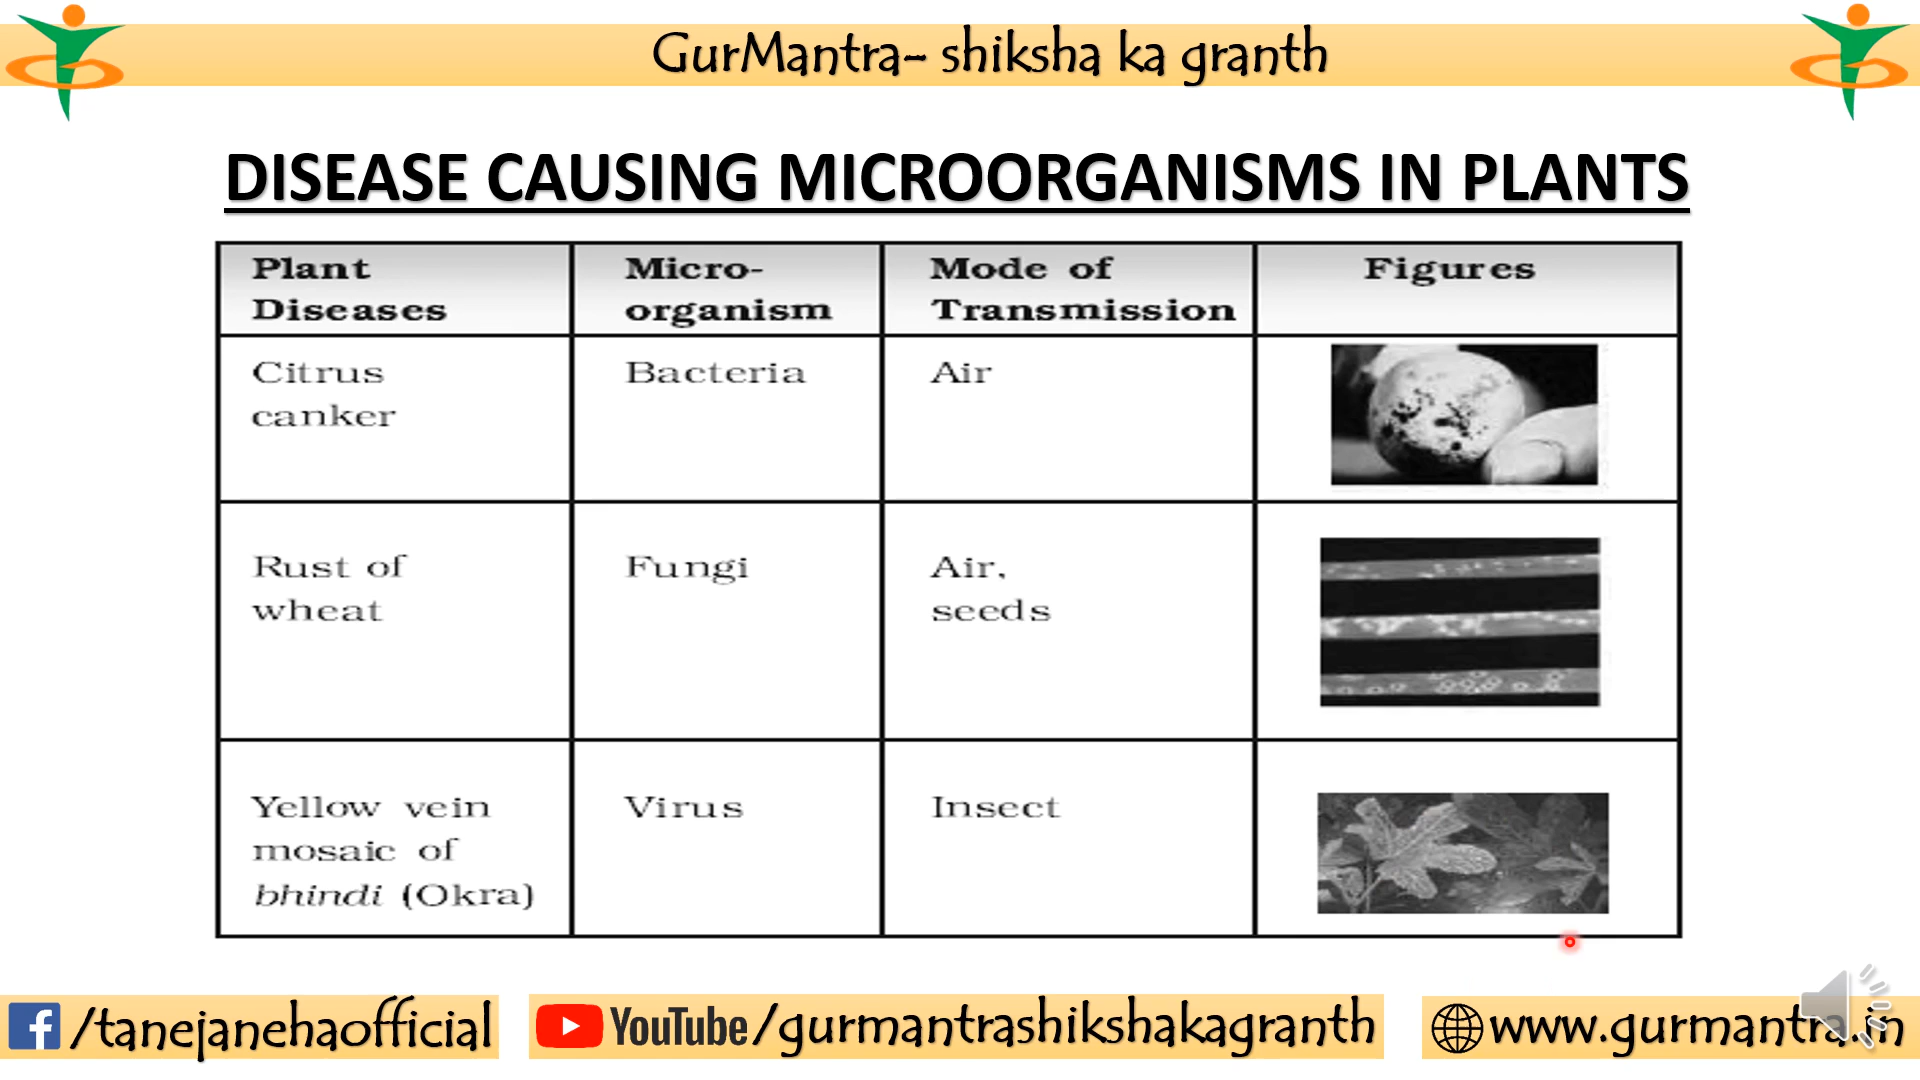 GurMantra- shiksha ka granth
DISEASE CAUSING MICROORGANISMS IN PLANTS
Plant Diseases
Micro-organism
Mode of Transmission
Figures
Citrus canker
Bacteria
Air
Rust of wheat
Fungi
Air, seeds
Yellow vein mosaic of bhindi (Okra)
Virus
Insect
/tanejanehaofficial
YouTube/gurmantrashikshakagranth
www.gurmantra.in